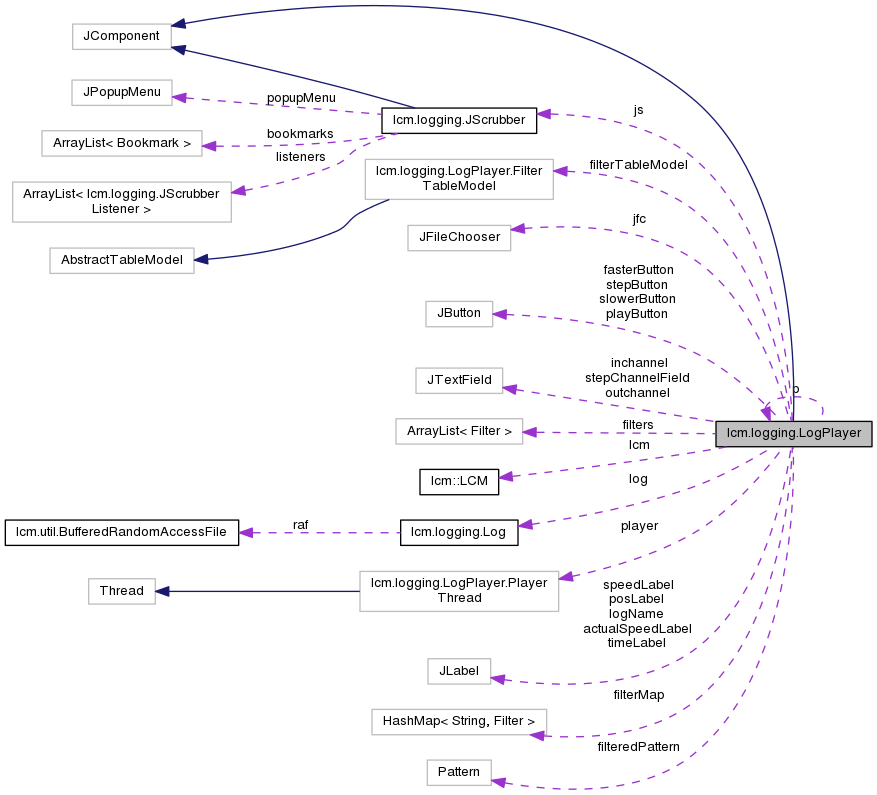 JComponent
JPopupMenu
popupMenu
lcm.logging.JScrubber
js
bookmarks
ArrayList< Bookmark >
listeners
filterTableModel
lcm.logging.LogPlayer.Filter
TableModel
ArrayList< lcm.logging.JScrubber
Listener >
jfc
JFileChooser
AbstractTableModel
fasterButton
stepButton
slowerButton
playButton
JButton
inchannel
stepChannelField
outchannel
JTextField
p
filters
ArrayList< Filter >
lcm.logging.LogPlayer
lcm
lcm::LCM
log
raf
player
lcm.util.BufferedRandomAccessFile
lcm.logging.Log
lcm.logging.LogPlayer.Player
Thread
Thread
speedLabel
posLabel
logName
actualSpeedLabel
timeLabel
JLabel
filterMap
HashMap< String, Filter >
filteredPattern
Pattern